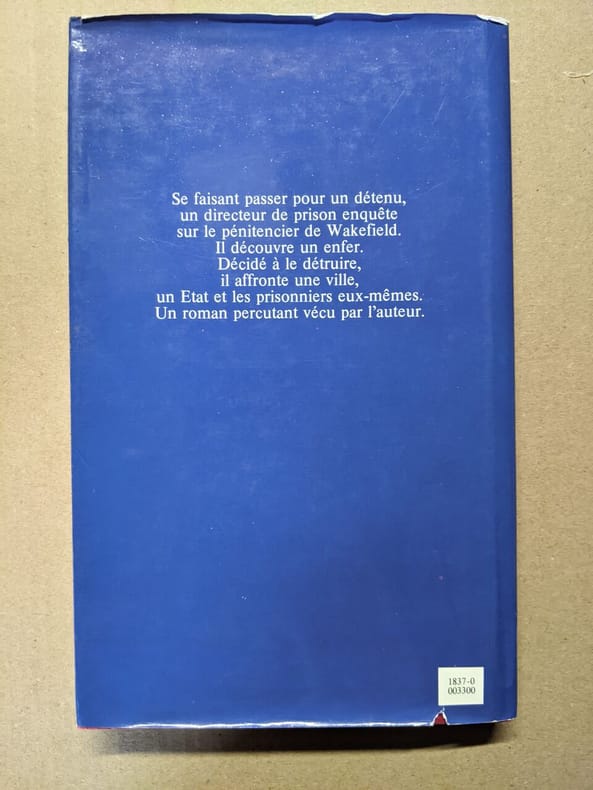 Se faisant passer pour un détenu,
un directeur de prison enquête
sur le pénitencier de Wakefield.
Il découvre un enfer.
Décidé à le détruire,
il affronte une ville,
un Etat et les prisonniers eux-mêmes.
Un roman percutant vécu par l'auteur.
1837-0
003300